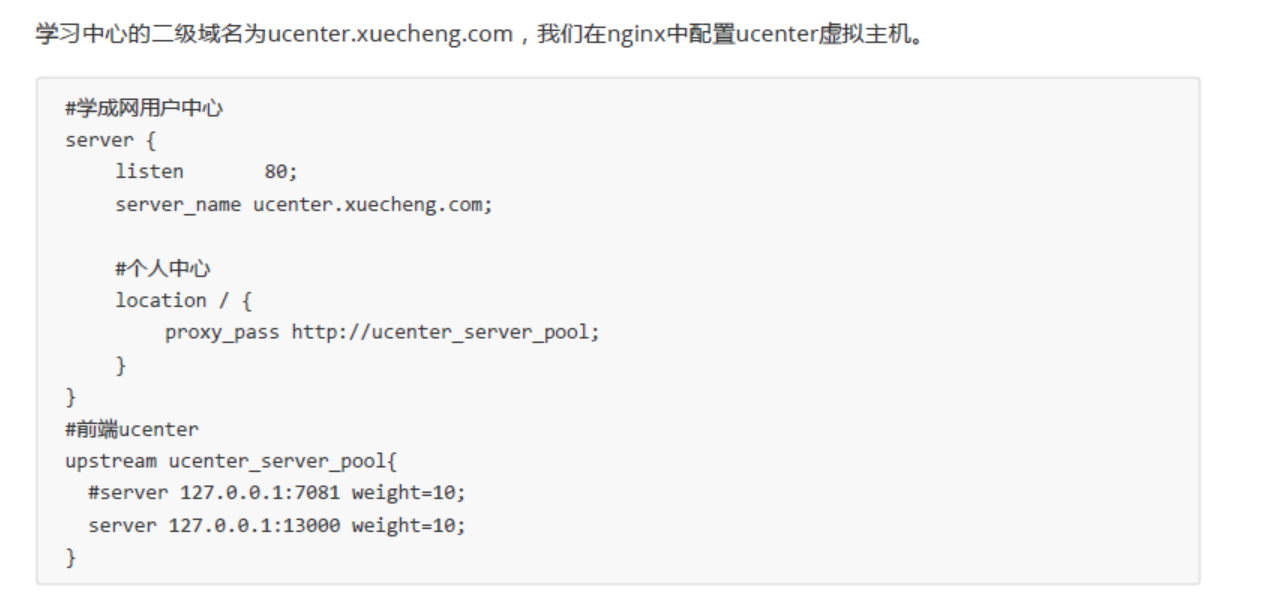 学习中心的二级域名为ucenter.xuecheng.com，我们在nginx中配置ucenter虚拟主机。
#学成网用户中心
server {
listen 80;
server_name ucenter.xuecheng.com;
#个人中心
location / {
proxy_pass http://ucenter_server_pool;
}
}
#前端ucenter
upstream ucenter_server_pool{
#server 127.0.0.1:7081 weight=10;
server 127.0.0.1:13000 weight=10;
}